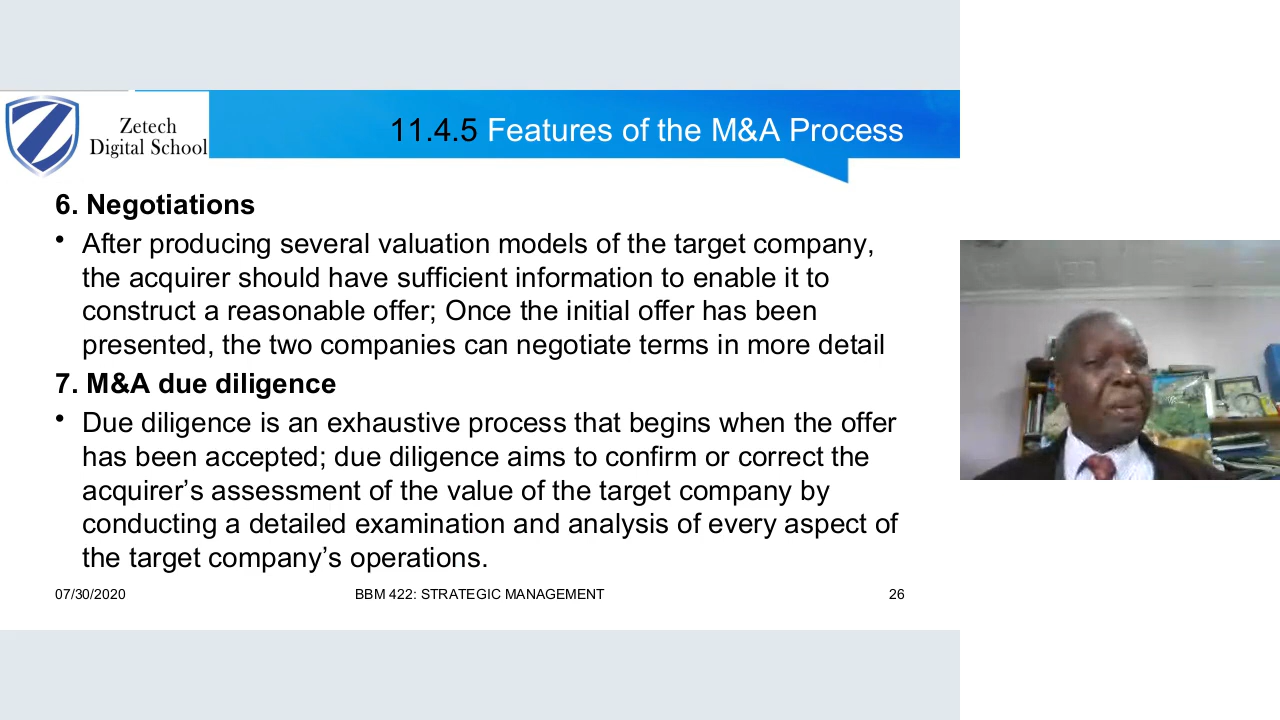 Zetech
Digital School
11.4.5 Features of the M&A Process
6. Negotiations
• After producing several valuation models of the target company,
the acquirer should have sufficient information to enable it to
construct a reasonable offer; Once the initial offer has been
presented, the two companies can negotiate terms in more detail
7. M&A due diligence
• Due diligence is an exhaustive process that begins when the offer
has been accepted; due diligence aims to confirm or correct the
acquirer’s assessment of the value of the target company by
conducting a detailed examination and analysis of every aspect of
the target company’s operations.
07/30/2020 BBM 422: STRATEGIC MANAGEMENT 26